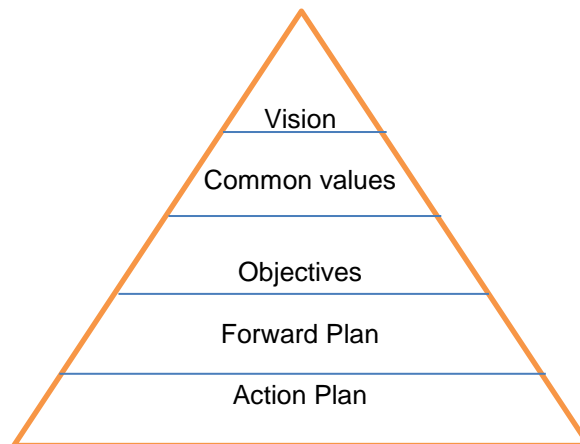 Vision
Common values
Objectives
Forward Plan
Action Plan